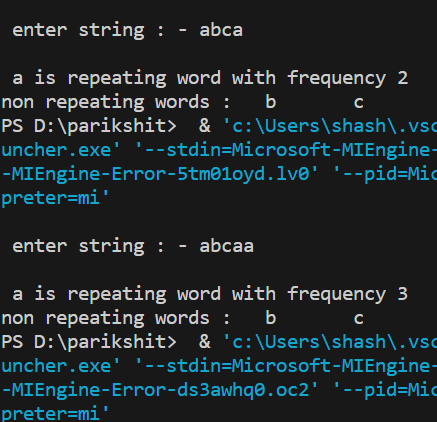 enter string : - abca
a is repeating word with frequency 2
non repeating words : b c
PS D:\parikshit> & 'c:\Users\shash\.vsc
uncher.exe' '--stdin=Microsoft-MIEngine-
-MIEngine-Error-5tm01oyd.lv0' '--pid=Mic
preter=mi'
enter string : - abcaa
a is repeating word with frequency 3
non repeating words : b c
PS D:\parikshit> & 'c:\Users\shash\.vsc
uncher.exe' '--stdin=Microsoft-MIEngine-
-MIEngine-Error-ds3awhq0.oc2' '--pid=Mic
preter=mi'